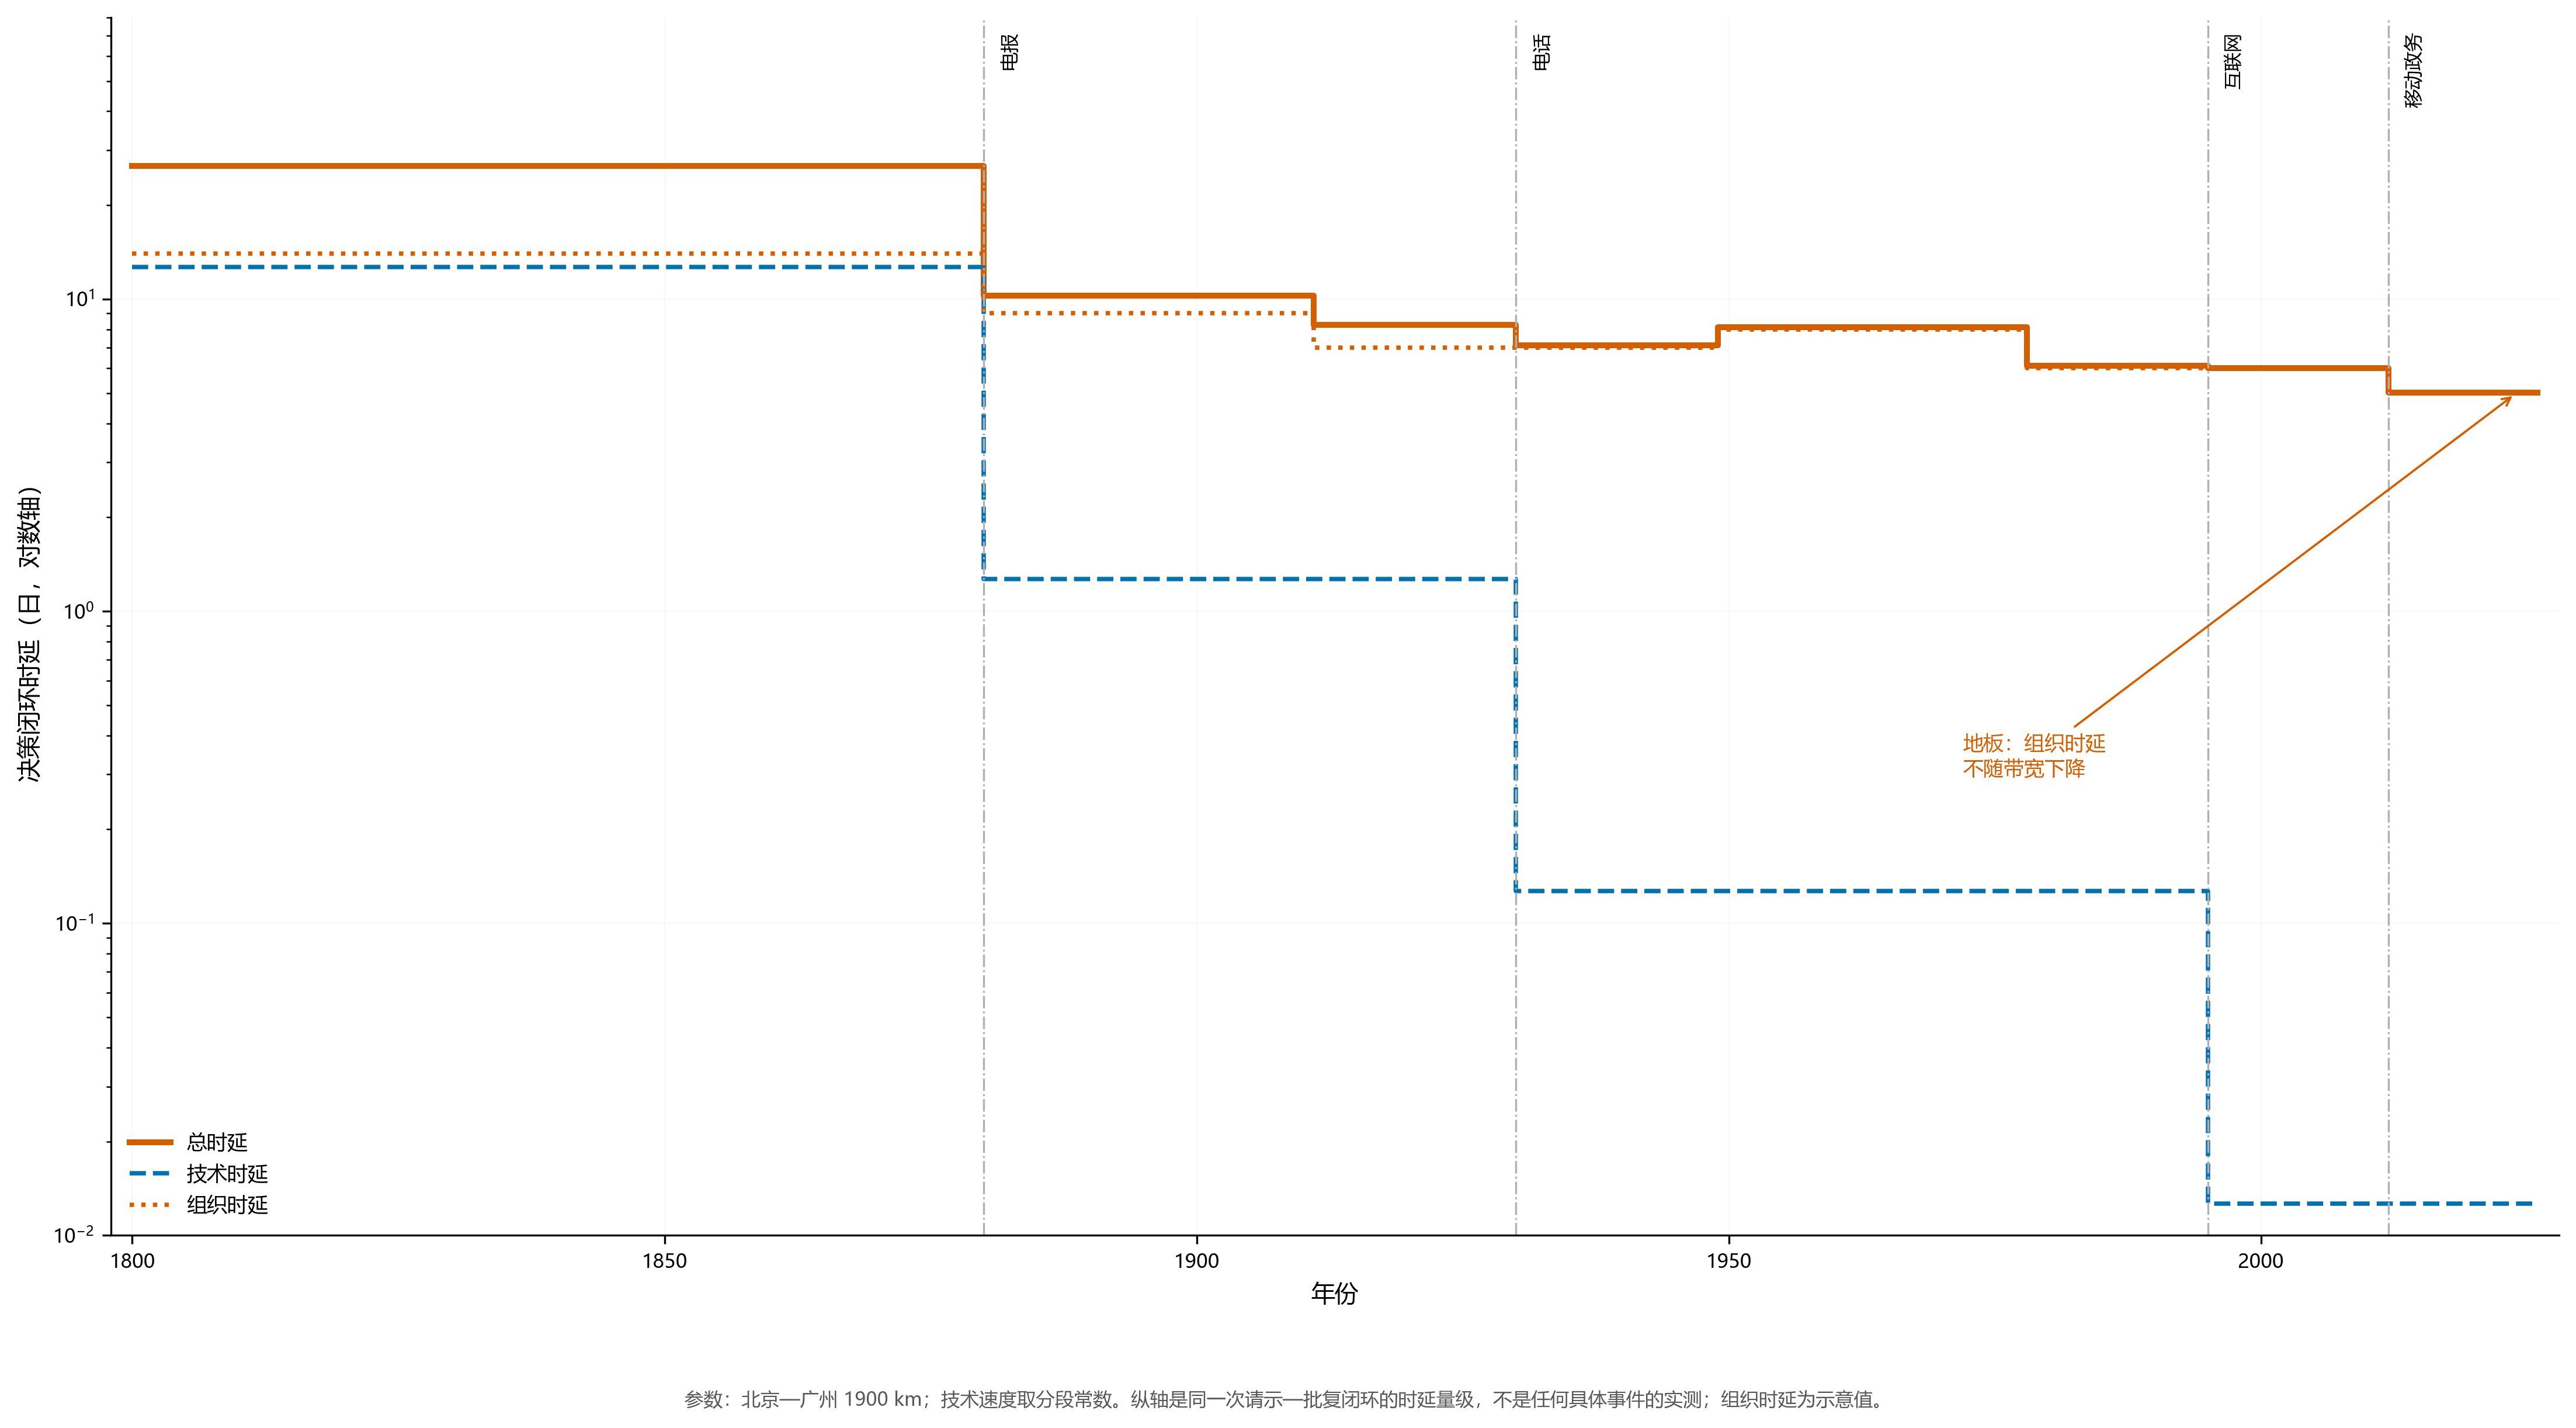 电报
电话
互联网
移动政务
决策闭环时延（日，对数轴）
10¹
10⁰
10⁻¹
10⁻²
地板：组织时延
不随带宽下降
总时延
技术时延
组织时延
1800
1850
1900
1950
2000
年份
参数：北京—广州 1900 km；技术速度取分段常数。纵轴是同一次请示—批复闭环的时延量级，不是任何具体事件的实测；组织时延为示意值。